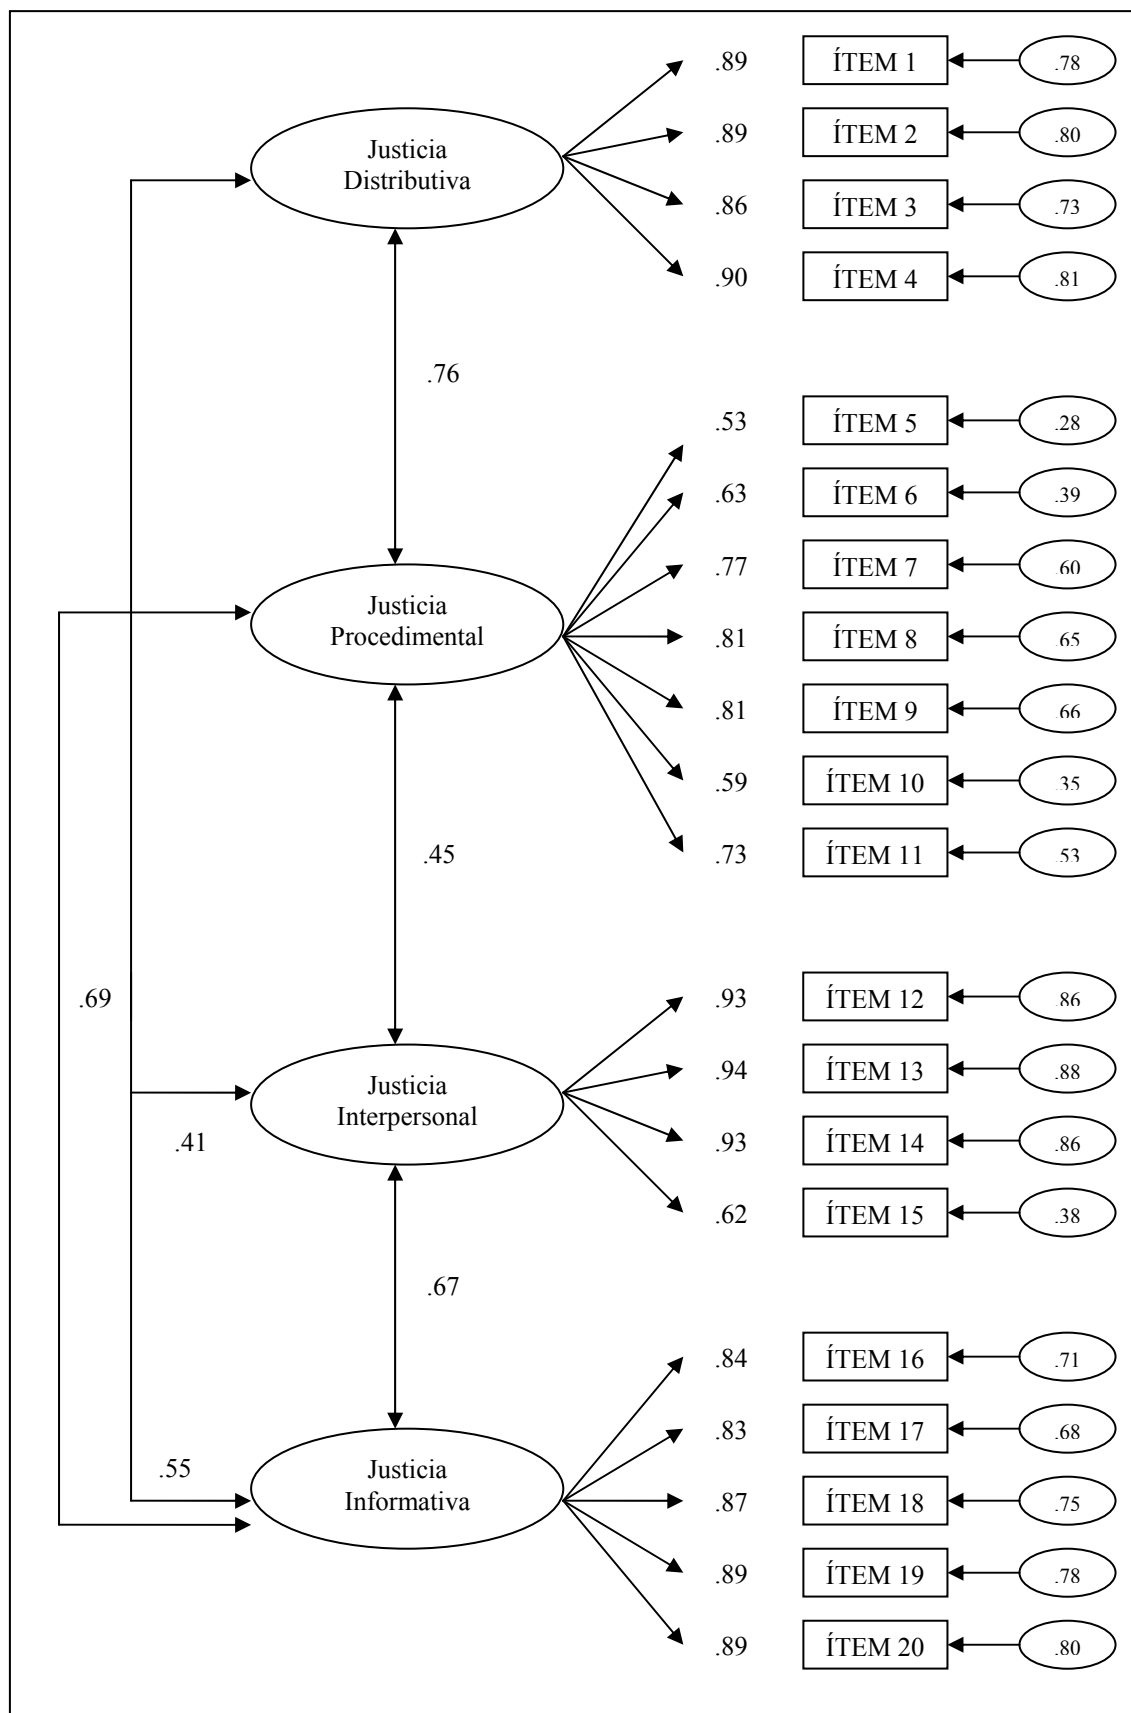 .89 ÍTEM 1 .78
Justicia
Distributiva
.89 ÍTEM 2 .80
.86 ÍTEM 3 .73
.90 ÍTEM 4 .81
.76
.53 ÍTEM 5 .28
.63 ÍTEM 6 .39
.77 ÍTEM 7 .60
Justicia
Procedimental
.81 ÍTEM 8 .65
.81 ÍTEM 9 .66
.59 ÍTEM 10 .35
.73 ÍTEM 11 .53
.45
.69
.93 ÍTEM 12 .86
.94 ÍTEM 13 .88
Justicia
Interpersonal
.41
.93 ÍTEM 14 .86
.62 ÍTEM 15 .38
.67
.84 ÍTEM 16 .71
.83 ÍTEM 17 .68
Justicia
Informativa
.55
.87 ÍTEM 18 .75
.89 ÍTEM 19 .78
.89 ÍTEM 20 .80